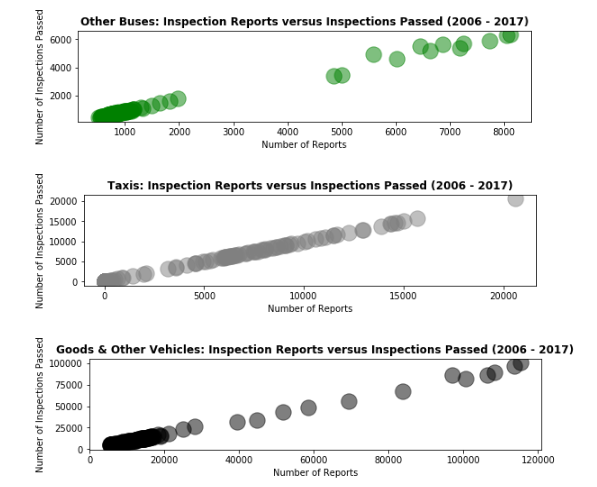 Other Buses: Inspection Reports versus Inspections Passed (2006 - 2017)
Number of Inspections Passed
6000
4000
2000
1000 2000 3000 4000 5000 6000 7000 8000
Number of Reports
Taxis: Inspection Reports versus Inspections Passed (2006 - 2017)
Number of Inspections Passed
20000
15000
10000
5000
0
0 5000 10000 15000 20000
Number of Reports
Goods & Other Vehicles: Inspection Reports versus Inspections Passed (2006 - 2017)
Number of Inspections Passed
100000
75000
50000
25000
0
0 20000 40000 60000 80000 100000 120000
Number of Reports